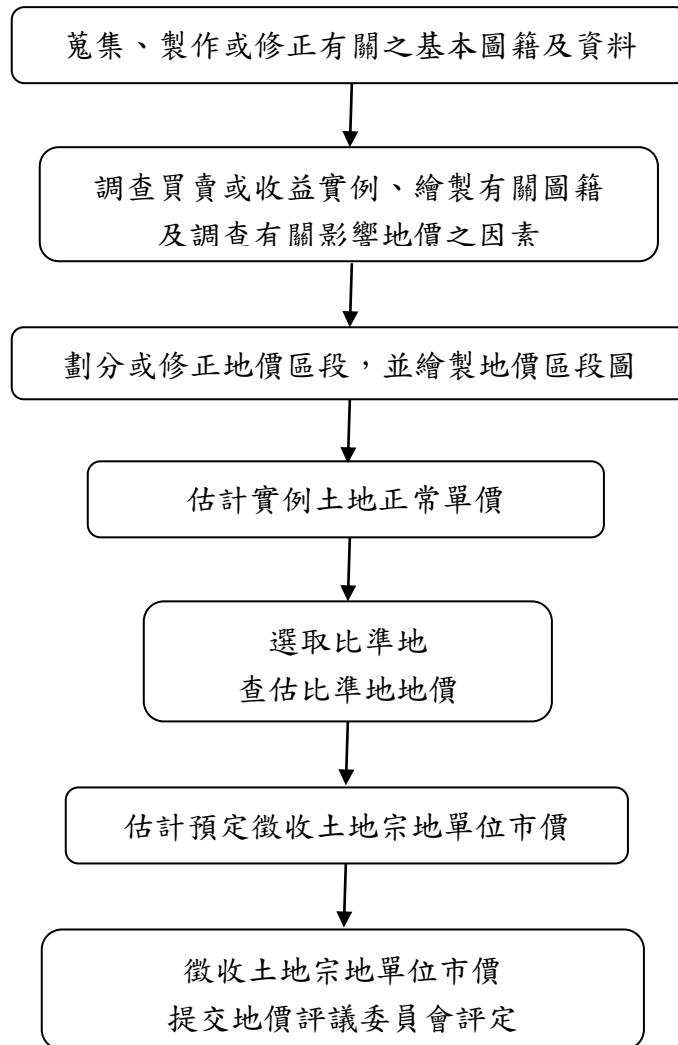 蒐集、製作或修正有關之基本圖籍及資料
調查買賣或收益實例、繪製有關圖籍
及調查有關影響地價之因素
劃分或修正地價區段，並繪製地價區段圖
估計實例土地正常單價
選取比準地
查估比準地地價
估計預定徵收土地宗地單位市價
徵收土地宗地單位市價
提交地價評議委員會評定